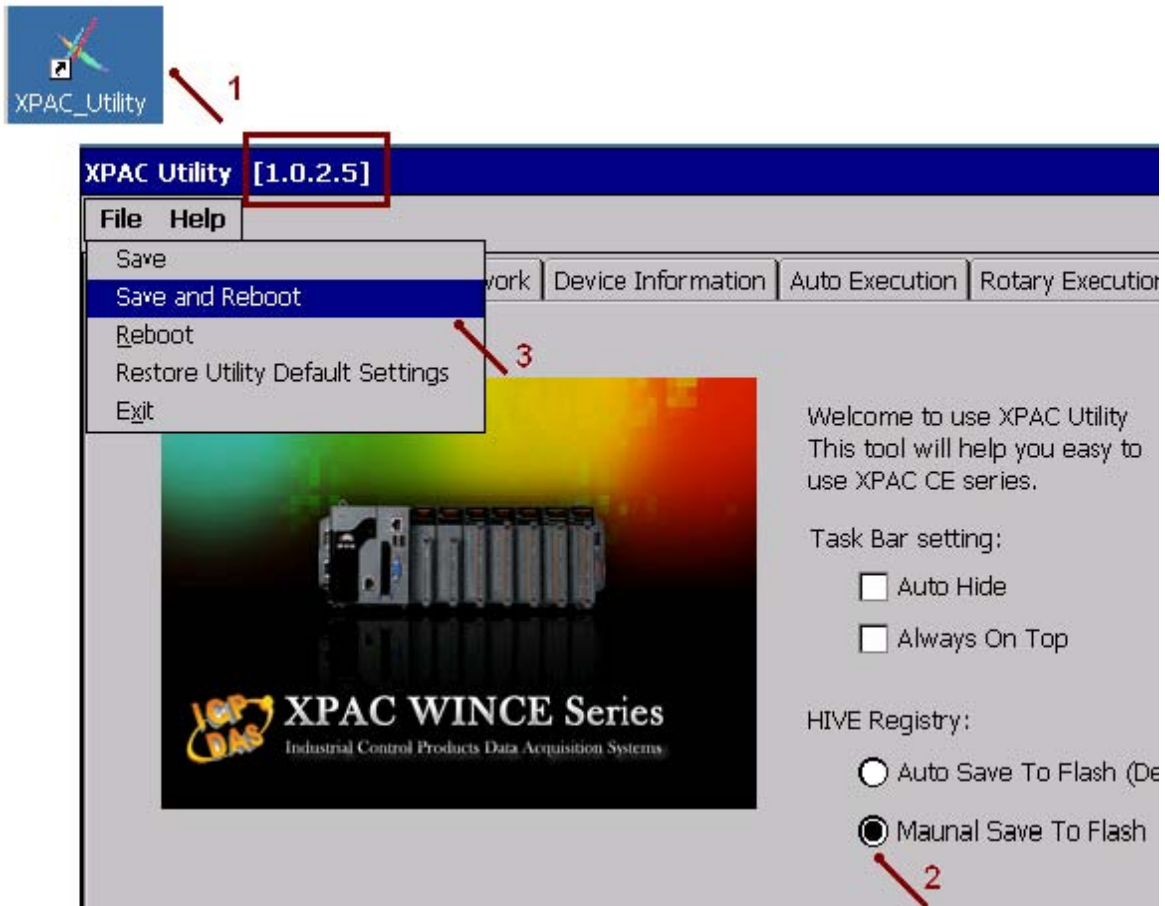 XPAC_Utility
1
XPAC Utility [1.0.2.5]
File Help
Save
Save and Reboot
Reboot
Restore Utility Default Settings
Exit
3
work Device Information Auto Execution Rotary Execution
Welcome to use XPAC Utility
This tool will help you easy to
use XPAC CE series.
Task Bar setting:
Auto Hide
Always On Top
ICP
DAS
XPAC WINCE Series
Industrial Control Products Data Acquisition Systems
HIVE Registry:
Auto Save To Flash (De
Maunal Save To Flash
2